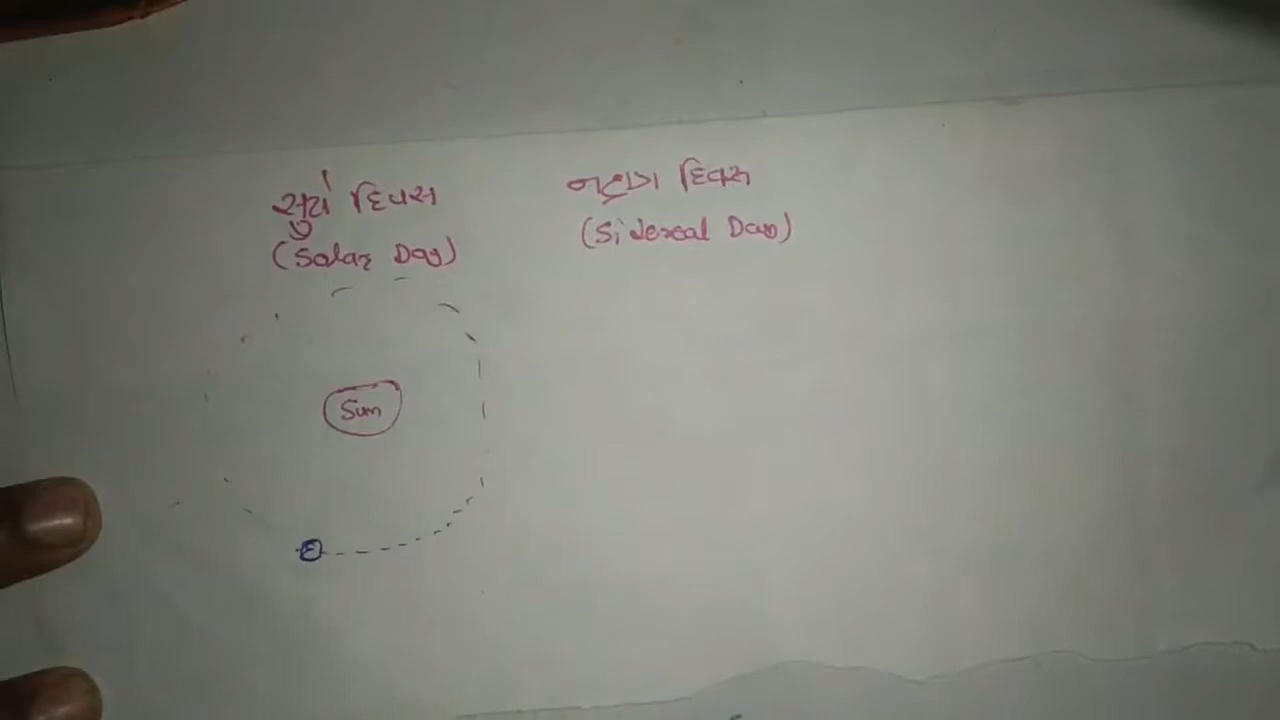 સુર્ય દિવસ
(Solar Day)
નક્ષત્ર દિવસ
(Sidereal Day)
Sun
E